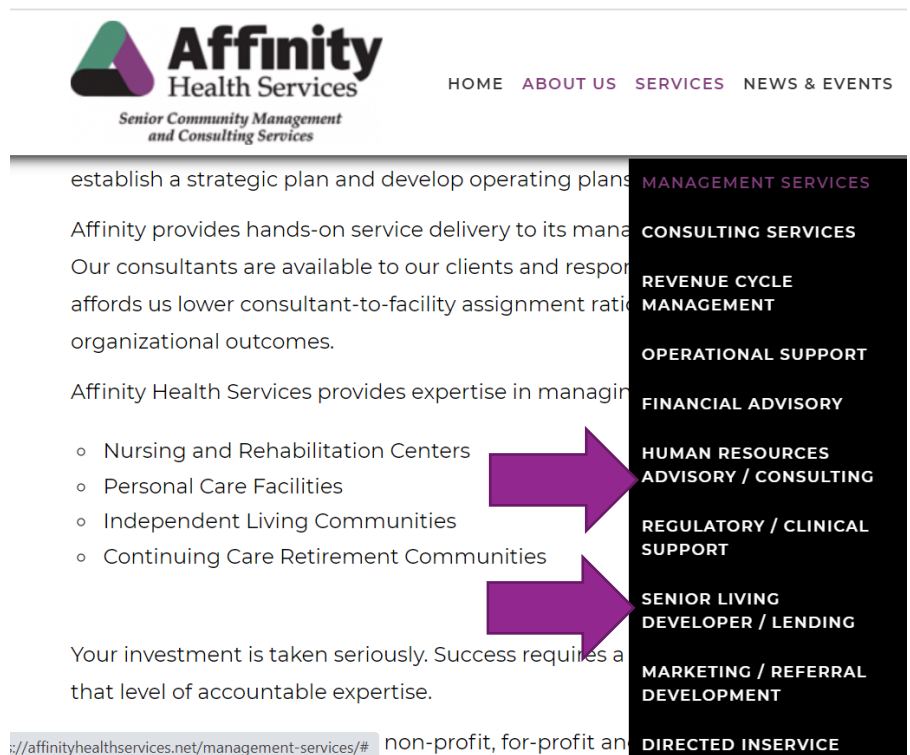 Affinity
Health Services
Senior Community Management
and Consulting Services
HOME ABOUT US SERVICES NEWS & EVENTS
establish a strategic plan and develop operating plans
Affinity provides hands-on service delivery to its mana
Our consultants are available to our clients and respon
affords us lower consultant-to-facility assignment ratio
organizational outcomes.
Affinity Health Services provides expertise in managin
Nursing and Rehabilitation Centers
Personal Care Facilities
Independent Living Communities
Continuing Care Retirement Communities
Your investment is taken seriously. Success requires a
that level of accountable expertise.
s://affinityhealthservices.net/management-services/#
non-profit, for-profit an
MANAGEMENT SERVICES
CONSULTING SERVICES
REVENUE CYCLE
MANAGEMENT
OPERATIONAL SUPPORT
FINANCIAL ADVISORY
HUMAN RESOURCES
ADVISORY / CONSULTING
REGULATORY / CLINICAL
SUPPORT
SENIOR LIVING
DEVELOPER / LENDING
MARKETING / REFERRAL
DEVELOPMENT
DIRECTED INSERVICE